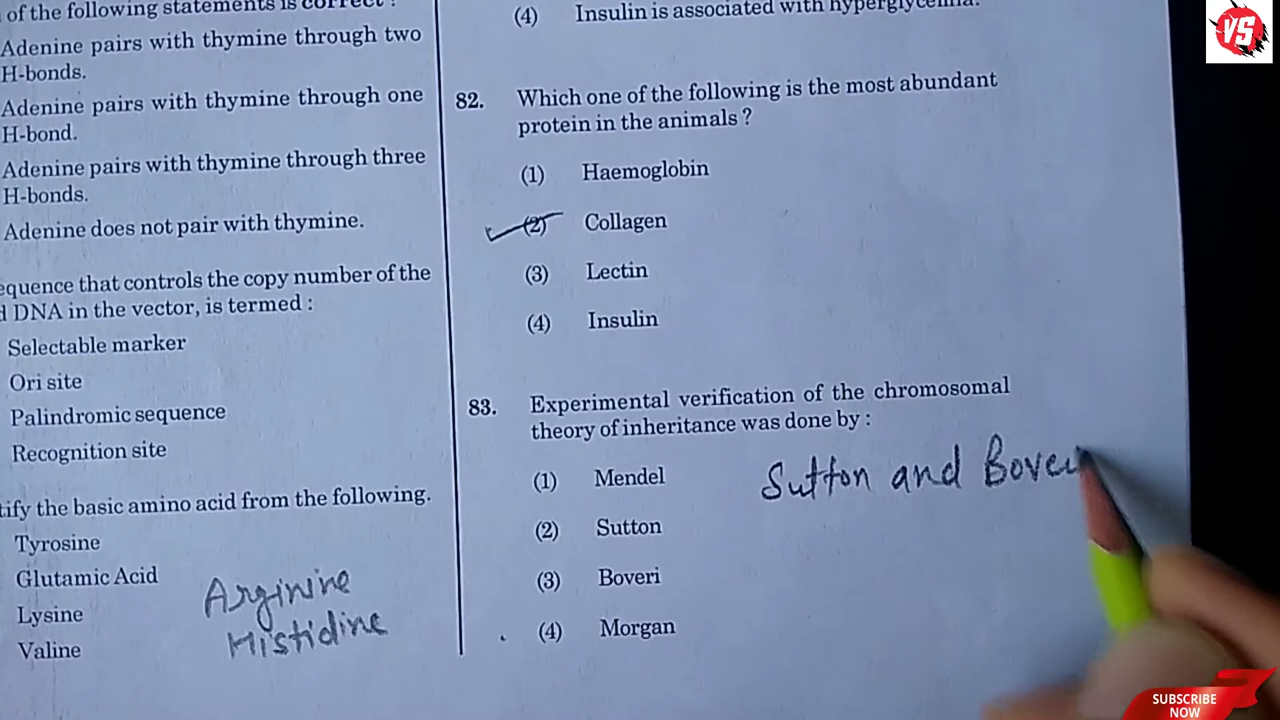 of the following statements is correct ?
Adenine pairs with thymine through two
H-bonds.
Adenine pairs with thymine through one
H-bond.
Adenine pairs with thymine through three
H-bonds.
Adenine does not pair with thymine.
equence that controls the copy number of the
d DNA in the vector, is termed :
Selectable marker
Ori site
Palindromic sequence
Recognition site
tify the basic amino acid from the following.
Tyrosine
Glutamic Acid
Lysine
Valine
Arginine
Histidine
(4) Insulin is associated with hyperglycemia.
82. Which one of the following is the most abundant
protein in the animals ?
(1) Haemoglobin
(2) Collagen
(3) Lectin
(4) Insulin
83. Experimental verification of the chromosomal
theory of inheritance was done by :
(1) Mendel
(2) Sutton
(3) Boveri
(4) Morgan
Sutton and Bover
VS
SUBSCRIBE
NOW